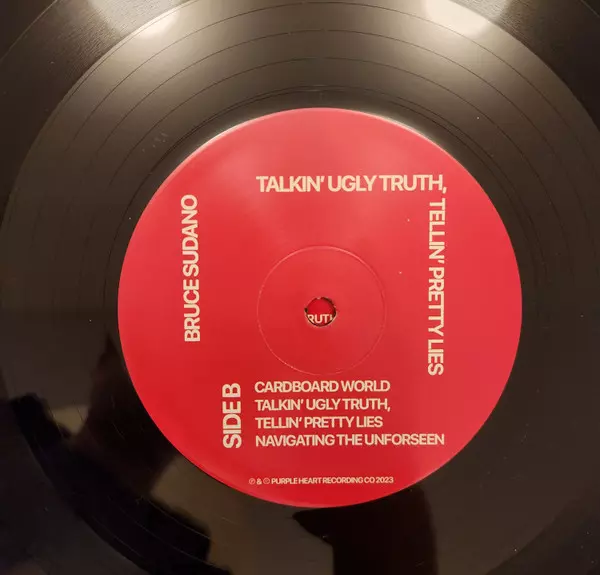 TALKIN' UGLY TRUTH,
TELLIN' PRETTY LIES
BRUCE SUDANO
SIDE B
CARDBOARD WORLD
TALKIN' UGLY TRUTH,
TELLIN' PRETTY LIES
NAVIGATING THE UNFORSEEN
℗ & © PURPLE HEART RECORDING CO 2023